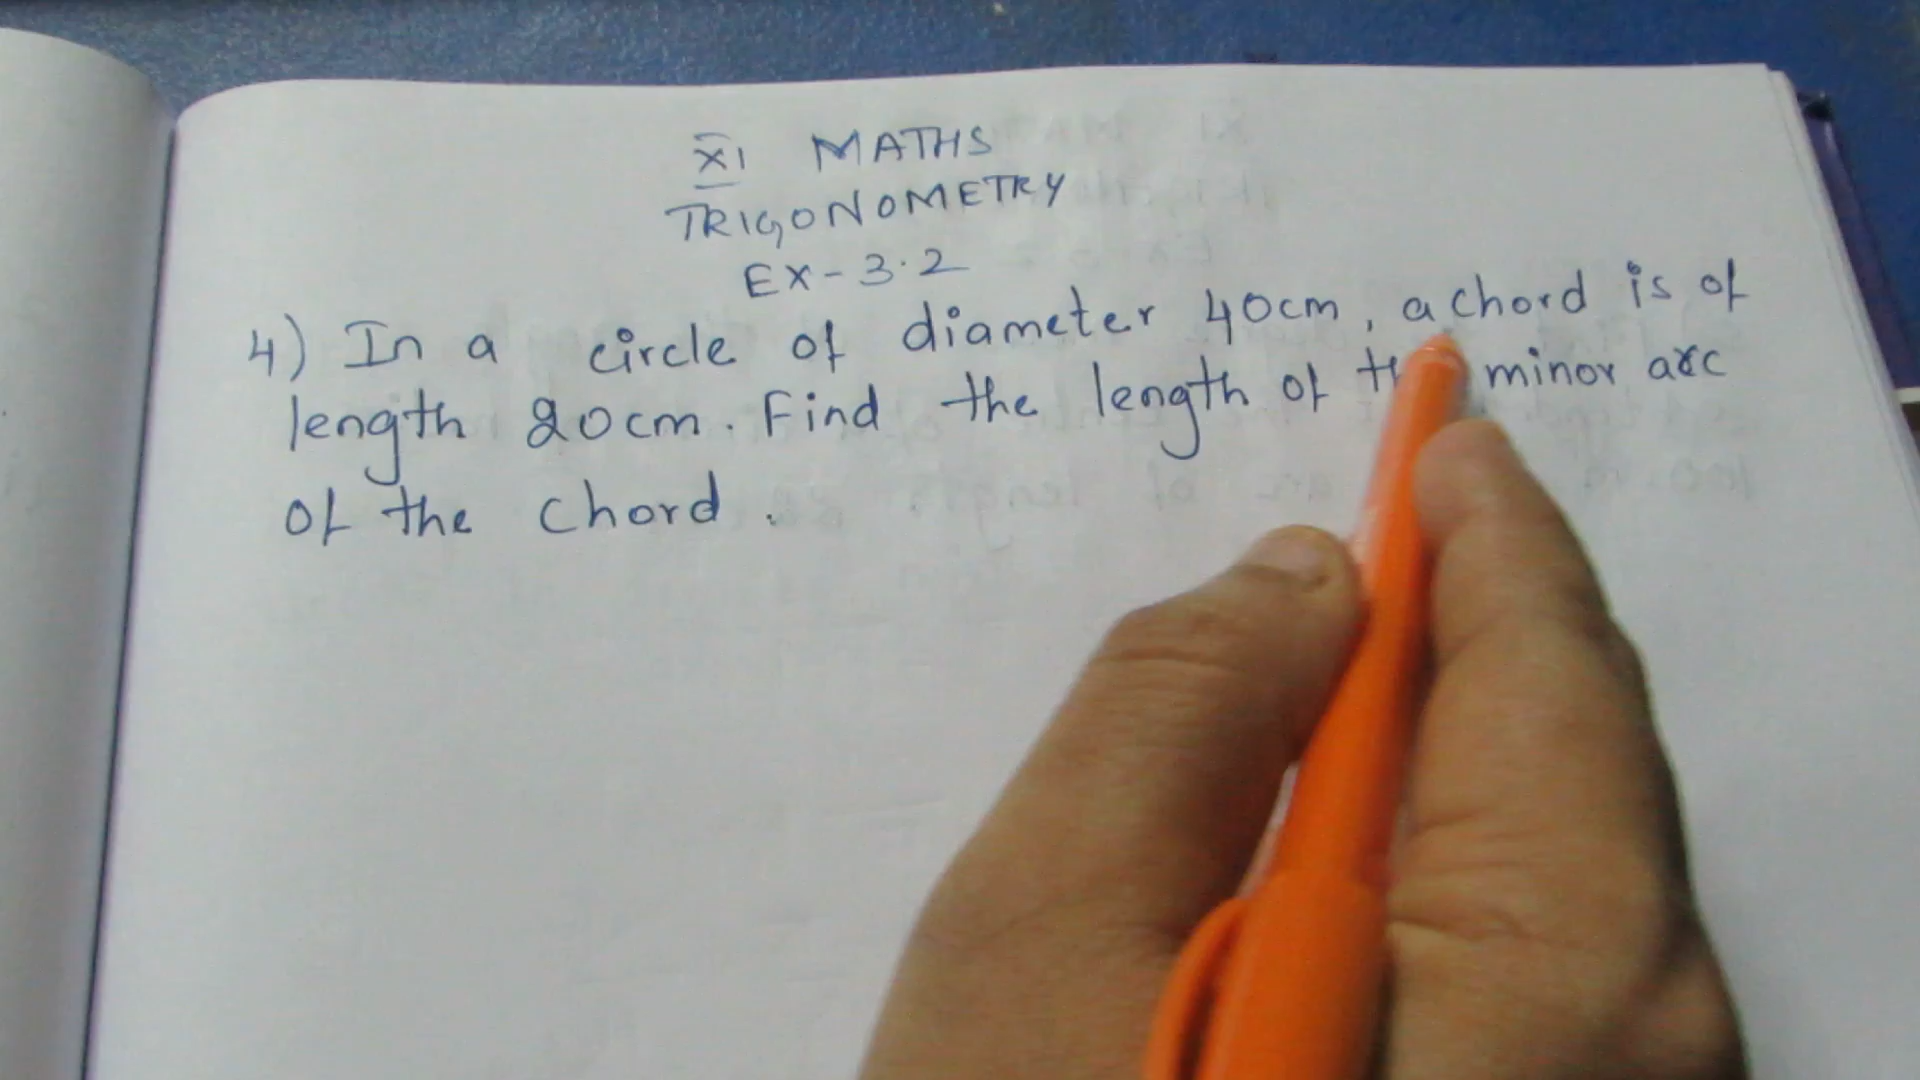 XI MATHS
TRIGONOMETRY
EX-3.2
4) In a circle of diameter 40cm, a chord is of
length 20cm. Find the length of minor arc
of the chord.